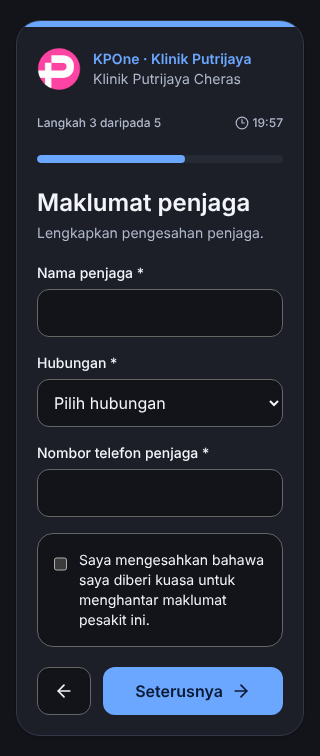 KPOne · Klinik Putrijaya
Klinik Putrijaya Cheras
Langkah 3 daripada 5
19:57
Maklumat penjaga
Lengkapkan pengesahan penjaga.
Nama penjaga *
Hubungan *
Pilih hubungan
Nombor telefon penjaga *
Saya mengesahkan bahawa
saya diberi kuasa untuk
menghantar maklumat
pesakit ini.
Seterusnya